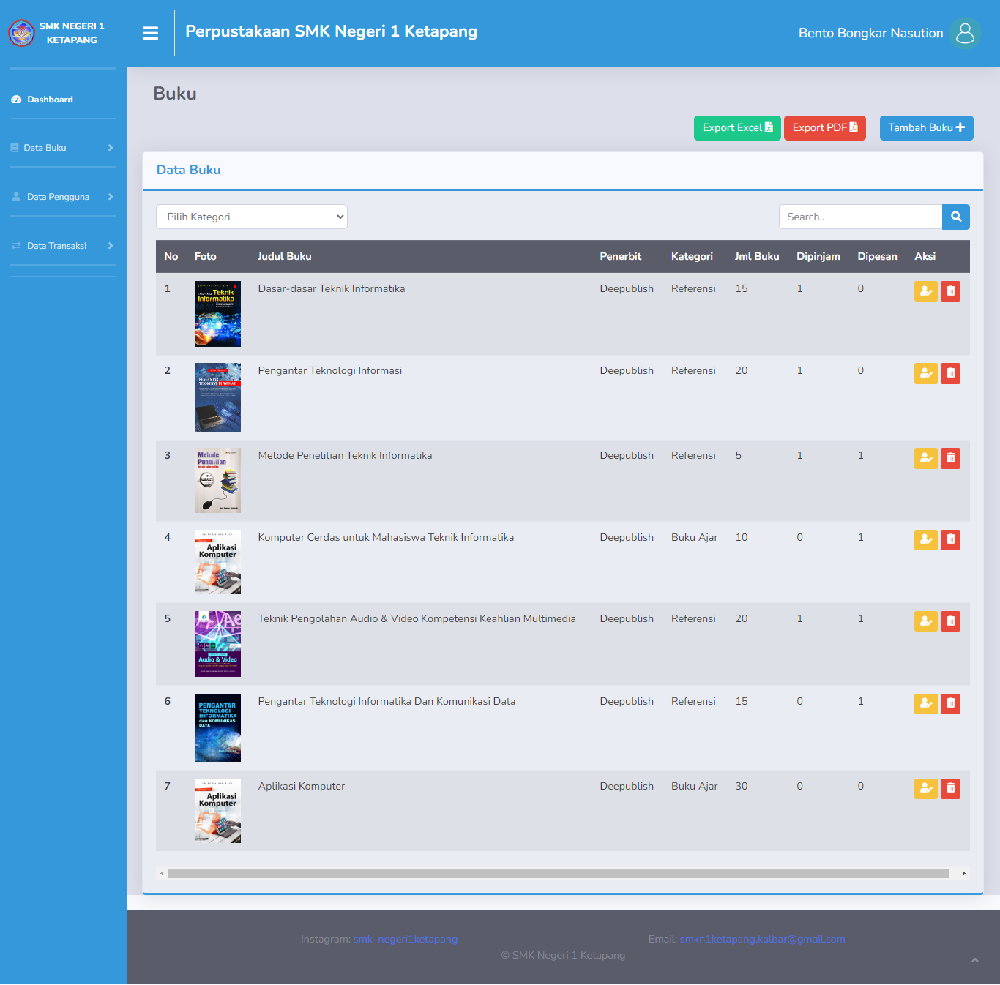 SMK NEGERI 1
KETAPANG
Perpustakaan SMK Negeri 1 Ketapang
Bento Bongkar Nasution
Dashboard
Data Buku
Data Pengguna
Data Transaksi
Buku
Export Excel
Export PDF
Tambah Buku
Data Buku
Pilih Kategori
Search..
No Foto Judul Buku Penerbit Kategori Jml Buku Dipinjam Dipesan Aksi
1 Dasar-dasar Teknik Informatika Deepublish Referensi 15 1 0
Teknik
Informatika
2 Pengantar Teknologi Informasi Deepublish Referensi 20 1 0
PENGANTAR
TEKNOLOGI INFORMASI
3 Metode Penelitian Teknik Informatika Deepublish Referensi 5 1 1
Metode
Penelitian
4 Komputer Cerdas untuk Mahasiswa Teknik Informatika Deepublish Buku Ajar 10 0 1
Aplikasi
Komputer
5 Teknik Pengolahan Audio & Video Kompetensi Keahlian Multimedia Deepublish Referensi 20 1 1
Audio & Video
6 Pengantar Teknologi Informatika Dan Komunikasi Data Deepublish Referensi 15 0 1
PENGANTAR
TEKNOLOGI
INFORMATIKA
dan KOMUNIKASI
DATA
7 Aplikasi Komputer Deepublish Buku Ajar 30 0 0
Aplikasi
Komputer
Instagram: smk_negeri1ketapang
Email: smkn1ketapang.kalbar@gmail.com
© SMK Negeri 1 Ketapang